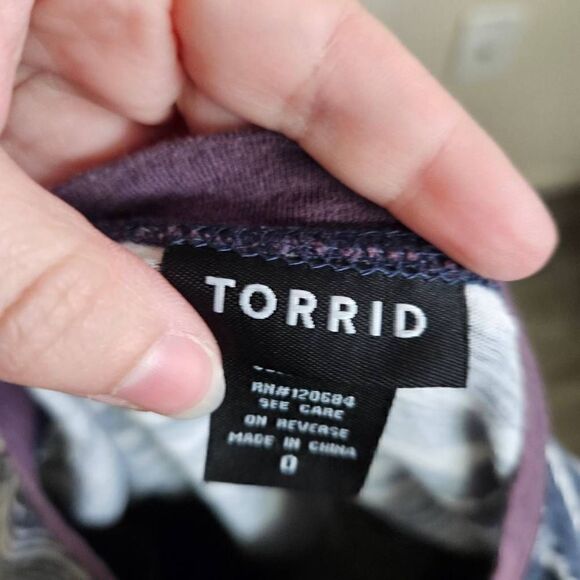 TORRID
RN#120684
SEE CARE
ON REVERSE
MADE IN CHINA
0